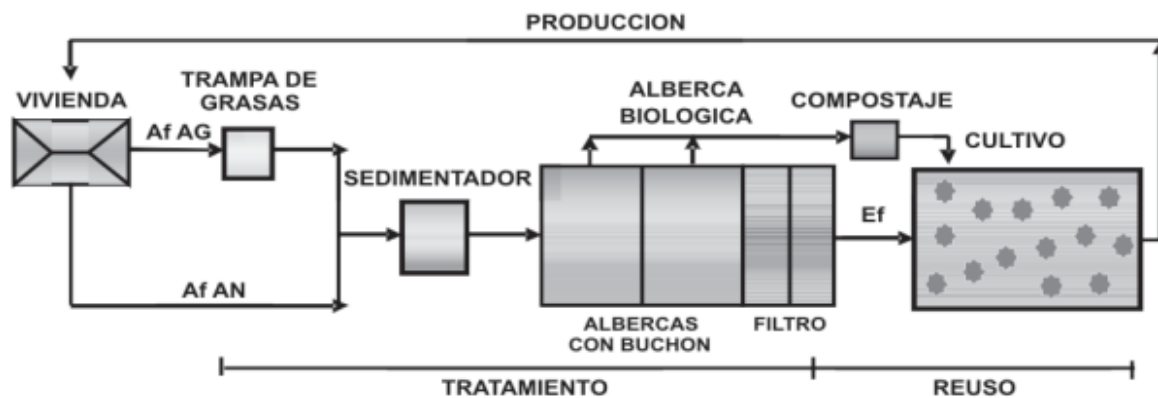 PRODUCCION
VIVIENDA
TRAMPA DE
GRASAS
Af AG
ALBERCA
BIOLOGICA
COMPOSTAJE
CULTIVO
SEDIMENTADOR
Ef
Af AN
ALBERCAS
CON BUCHON
FILTRO
TRATAMIENTO
REUSO